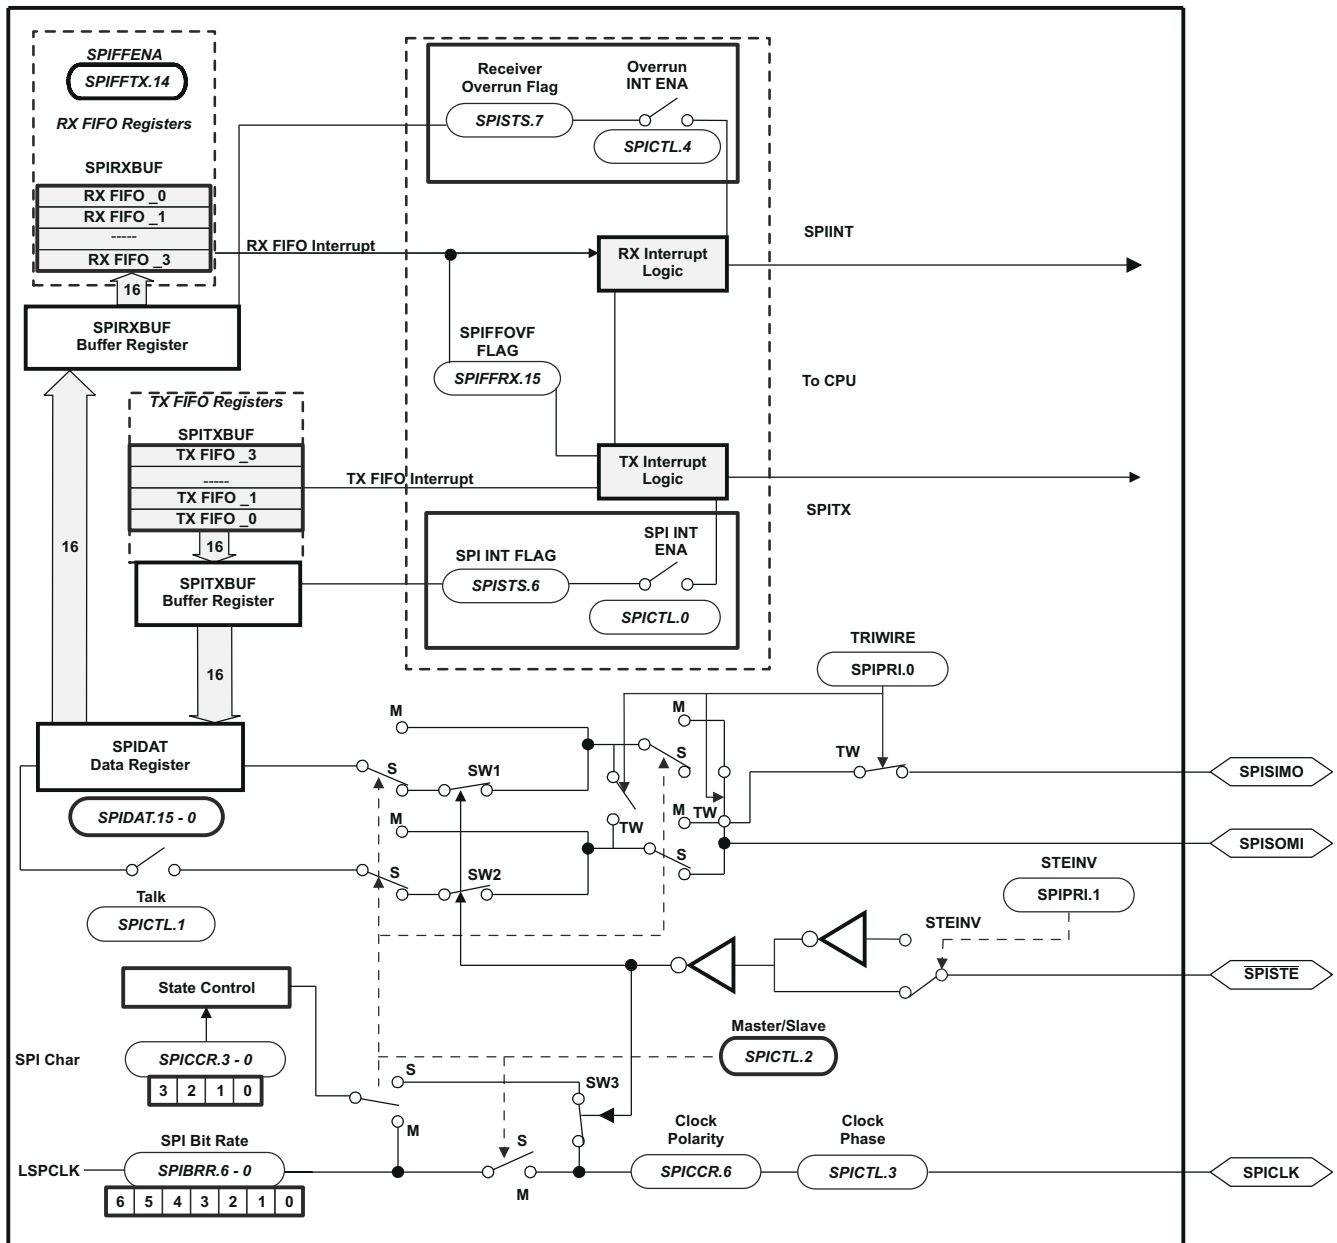 SPIFFENA
SPIFFTX.14
RX FIFO Registers
SPIRXBUF
RX FIFO _0
RX FIFO _1
-----
RX FIFO _3
16
SPIRXBUF
Buffer Register
RX FIFO Interrupt
Receiver
Overrun Flag
SPISTS.7
Overrun
INT ENA
SPICTL.4
RX Interrupt
Logic
SPIINT
SPIFFOVF
FLAG
SPIFFRX.15
To CPU
TX FIFO Registers
SPITXBUF
TX FIFO _3
-----
TX FIFO _1
TX FIFO _0
16
16
SPITXBUF
Buffer Register
16
TX FIFO Interrupt
TX Interrupt
Logic
SPITX
SPI INT FLAG
SPISTS.6
SPI INT
ENA
SPICTL.0
TRIWIRE
SPIPRI.0
SPIDAT
Data Register
SPIDAT.15 - 0
M
S
SW1
M
S
TW
M
TW
TW
SPISIMO
M
S
SW2
S
SPISOMI
Talk
SPICTL.1
STEINV
SPIPRI.1
STEINV
SPISTE
State Control
SPI Char
SPICCR.3 - 0
3 2 1 0
Master/Slave
SPICTL.2
S
M
SW3
SPI Bit Rate
LSPCLK
SPIBRR.6 - 0
6 5 4 3 2 1 0
S
M
Clock
Polarity
SPICCR.6
Clock
Phase
SPICTL.3
SPICLK